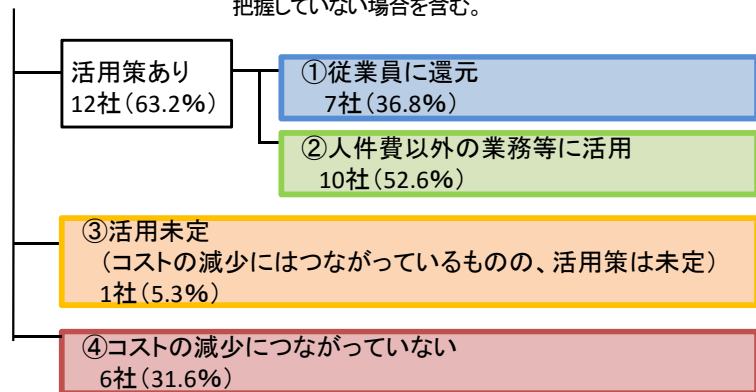 把握していない場合を含む。
活用策あり
12社(63.2%)
①従業員に還元
7社(36.8%)
②人件費以外の業務等に活用
10社(52.6%)
③活用未定
(コストの減少にはつながっているものの、活用策は未定)
1社(5.3%)
④コストの減少につながっていない
6社(31.6%)